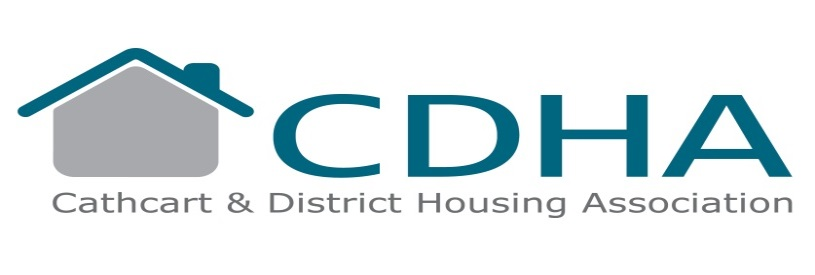 CDHA
Cathcart & District Housing Association